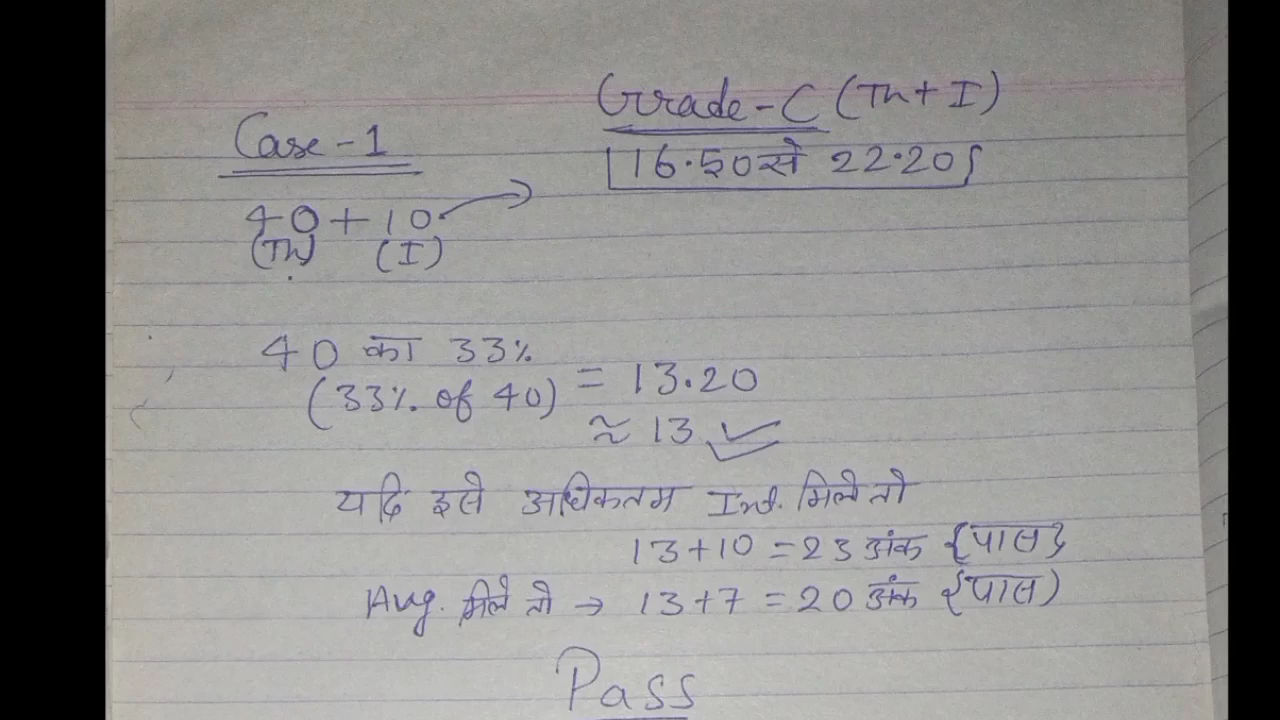 Grade-C (Th + I)
Case-1
16.50 से 22.20
40 + 10
(Th) (I)
40 का 33%
(33% of 40) = 13.20
≈ 13
यदि इसे अधिकतम Int. मिले तो
13+10 = 23 अंक {पास}
Avg. मिले तो → 13+7 = 20 अंक {पास)
Pass